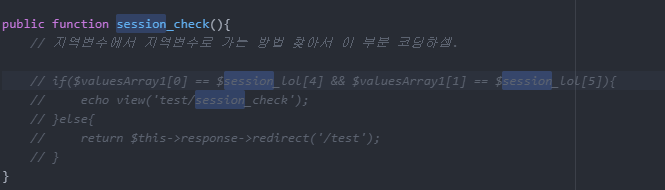 public function session_check(){
// 지역변수에서 지역변수로 가는 방법 찾아서 이 부분 코딩하셈.
// if($valuesArray1[0] == $session_lol[4] && $valuesArray1[1] == $session_lol[5]){
//     echo view('test/session_check');
// }else{
//     return $this->response->redirect('/test');
// }
}